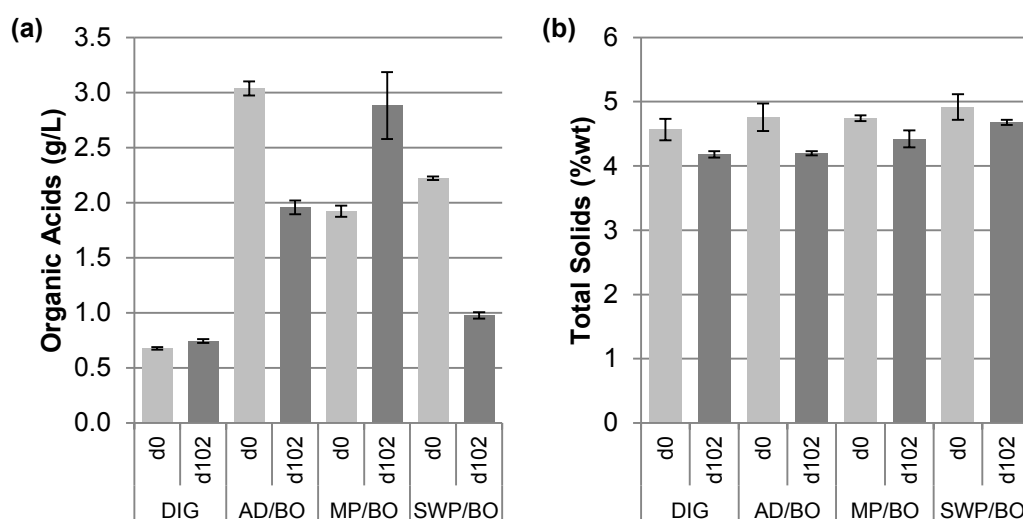 (a)
Organic Acids (g/L)
3.5
3.0
2.5
2.0
1.5
1.0
0.5
0.0
d0 d102 d0 d102 d0 d102 d0 d102
DIG AD/BO MP/BO SWP/BO
(b)
Total Solids (%wt)
6
5
4
3
2
1
0
d0 d102 d0 d102 d0 d102 d0 d102
DIG AD/BO MP/BO SWP/BO